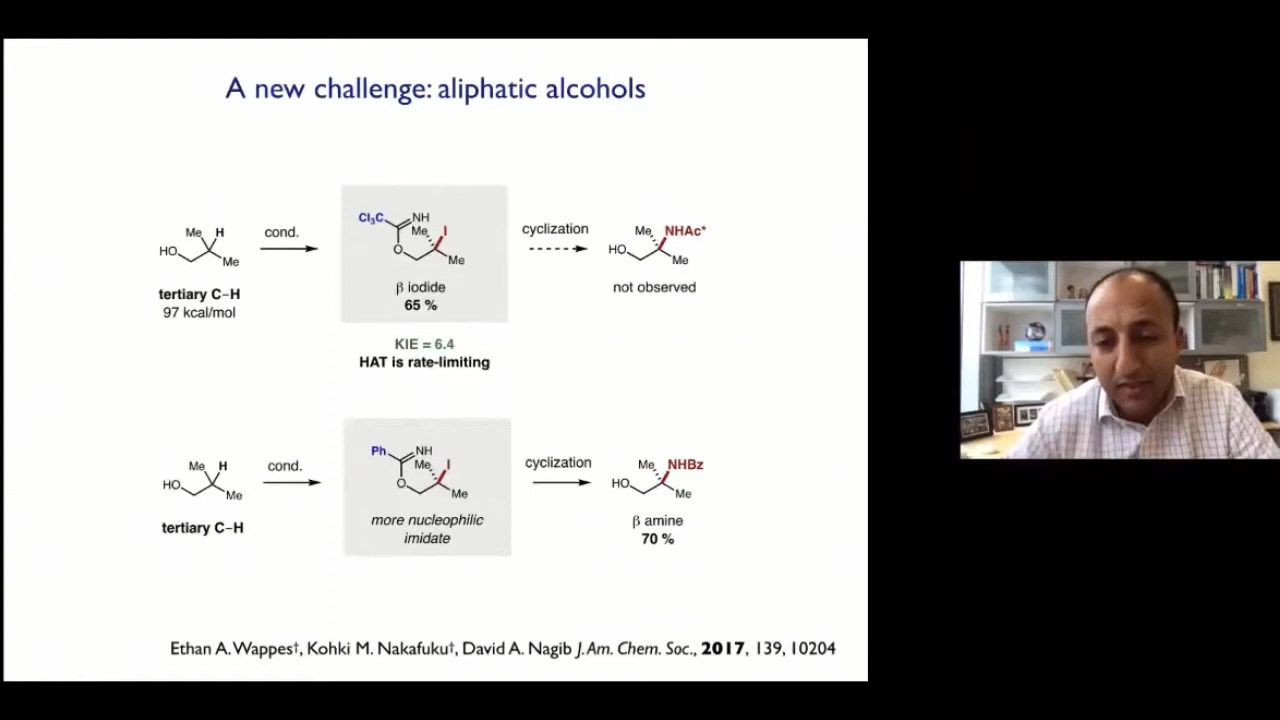 A new challenge: aliphatic alcohols
Me H
HO
Me
tertiary C–H
97 kcal/mol
cond.
Cl3C NH
Me I
O
Me
β iodide
65 %
KIE = 6.4
HAT is rate-limiting
cyclization
Me NHAc*
HO
Me
not observed
Me H
HO
Me
tertiary C–H
cond.
Ph NH
Me I
O
Me
more nucleophilic
imidate
cyclization
Me NHBz
HO
Me
β amine
70 %
Ethan A. Wappes†, Kohki M. Nakafuku†, David A. Nagib J. Am. Chem. Soc., 2017, 139, 10204